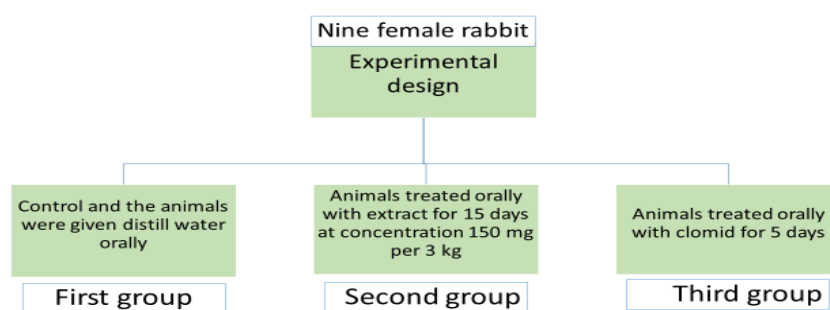 Nine female rabbit
Experimental
design
Control and the animals
were given distill water
orally
First group
Animals treated orally
with extract for 15 days
at concentration 150 mg
per 3 kg
Second group
Animals treated orally
with clomid for 5 days
Third group